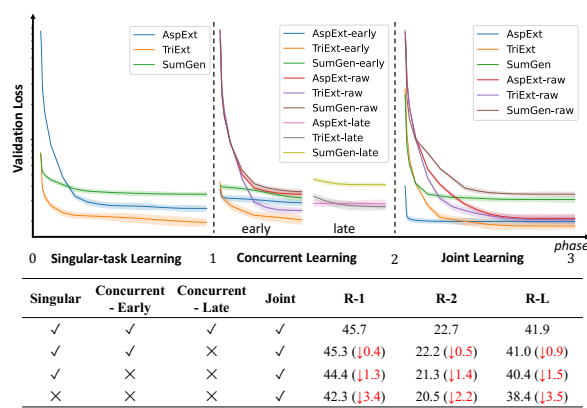 Validation Loss
AspExt
TriExt
SumGen
AspExt-early
TriExt-early
SumGen-early
AspExt-raw
TriExt-raw
SumGen-raw
AspExt-late
TriExt-late
SumGen-late
AspExt
TriExt
SumGen
AspExt-raw
TriExt-raw
SumGen-raw
early late
phase
0 Singular-task Learning 1 Concurrent Learning 2 Joint Learning 3
Singular Concurrent - Early Concurrent - Late Joint R-1 R-2 R-L
✓ ✓ ✓ ✓ 45.7 22.7 41.9
✓ ✓ × ✓ 45.3 (↓0.4) 22.2 (↓0.5) 41.0 (↓0.9)
✓ × × ✓ 44.4 (↓1.3) 21.3 (↓1.4) 40.4 (↓1.5)
× × × ✓ 42.3 (↓3.4) 20.5 (↓2.2) 38.4 (↓3.5)